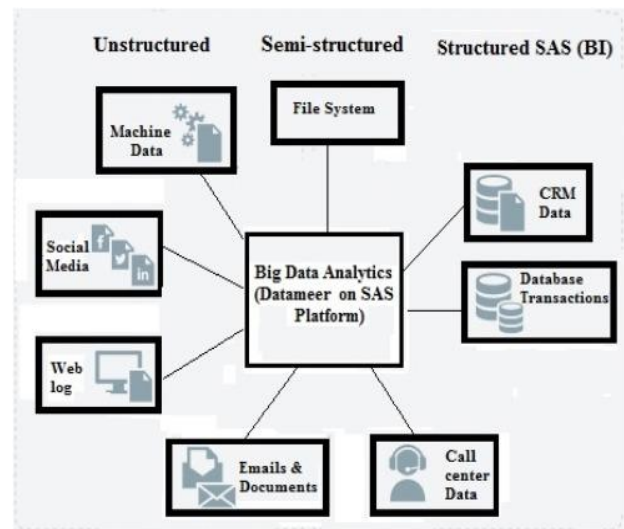 Unstructured
Semi-structured
Structured SAS (BI)
Machine
Data
File System
CRM
Data
Social
Media
f
in
Big Data Analytics
(Datameer on SAS
Platform)
Database
Transactions
Web
log
Emails &
Documents
Call
center
Data